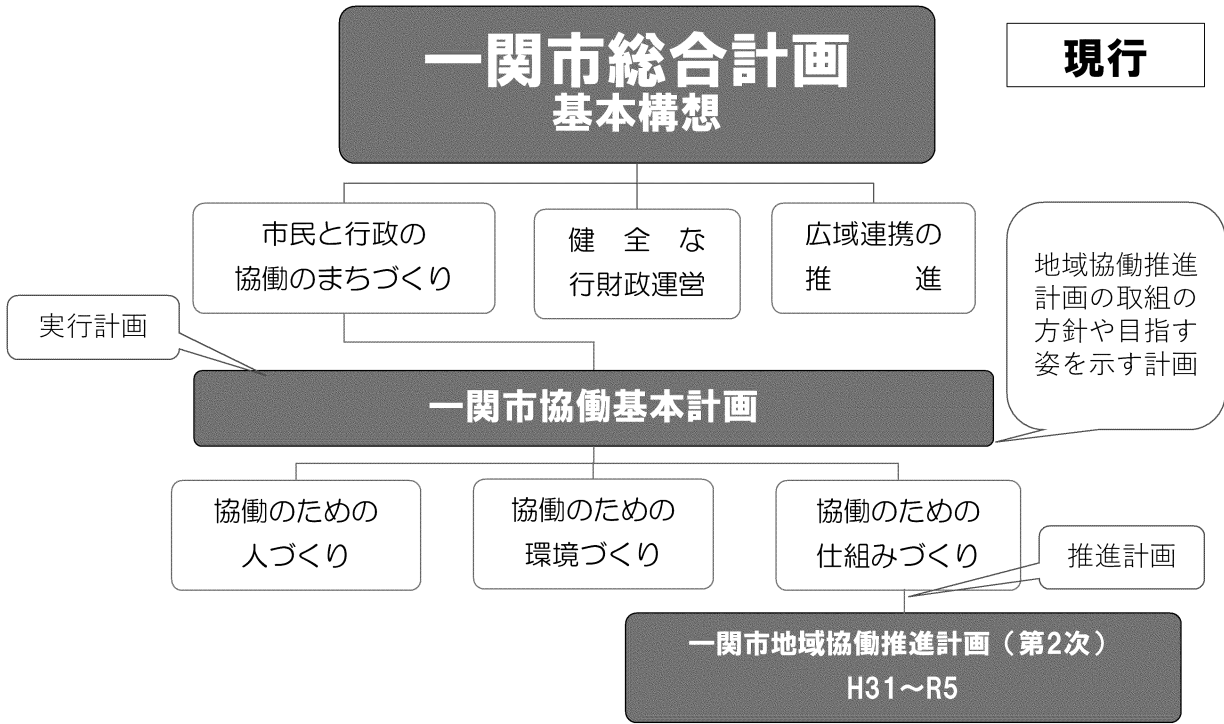 一関市総合計画
基本構想
現行
市民と行政の
協働のまちづくり
健全な
行財政運営
広域連携の
推進
地域協働推進
計画の取組の
方針や目指す
姿を示す計画
実行計画
一関市協働基本計画
協働のための
人づくり
協働のための
環境づくり
協働のための
仕組みづくり
推進計画
一関市地域協働推進計画(第2次)
H31～R5